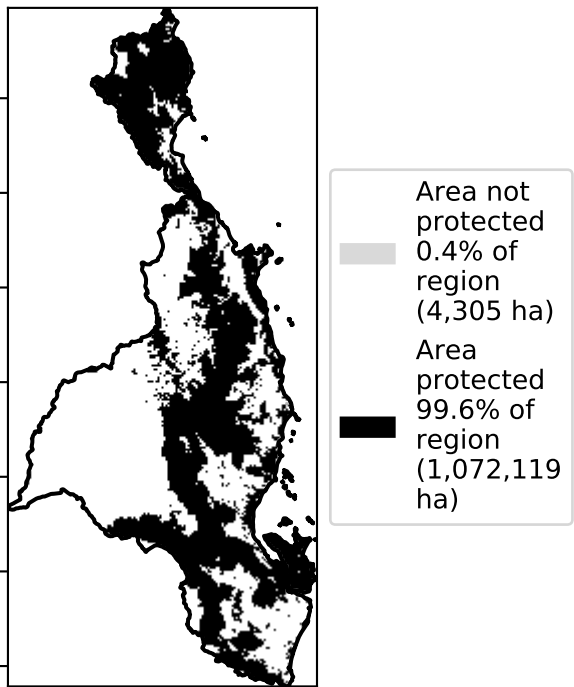 Area not
protected
0.4% of
region
(4,305 ha)
Area
protected
99.6% of
region
(1,072,119
ha)